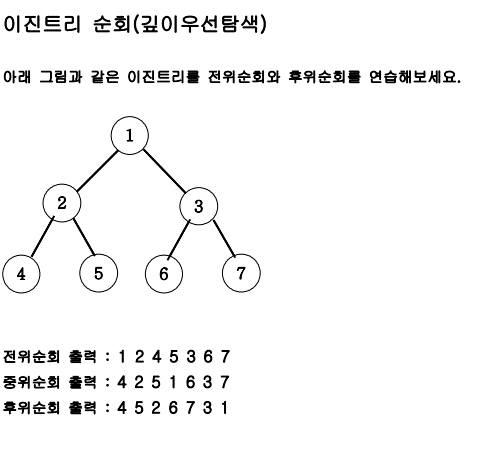 이진트리 순회(깊이우선탐색)
아래 그림과 같은 이진트리를 전위순회와 후위순회를 연습해보세요.
1
2 3
4 5 6 7
전위순회 출력 : 1 2 4 5 3 6 7
중위순회 출력 : 4 2 5 1 6 3 7
후위순회 출력 : 4 5 2 6 7 3 1